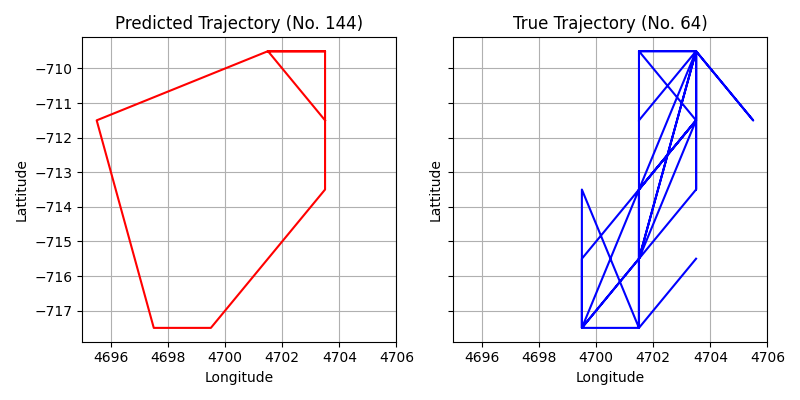 Predicted Trajectory (No. 144)
True Trajectory (No. 64)
Lattitude
−710
−711
−712
−713
−714
−715
−716
−717
4696 4698 4700 4702 4704 4706
Longitude
Lattitude
4696 4698 4700 4702 4704 4706
Longitude